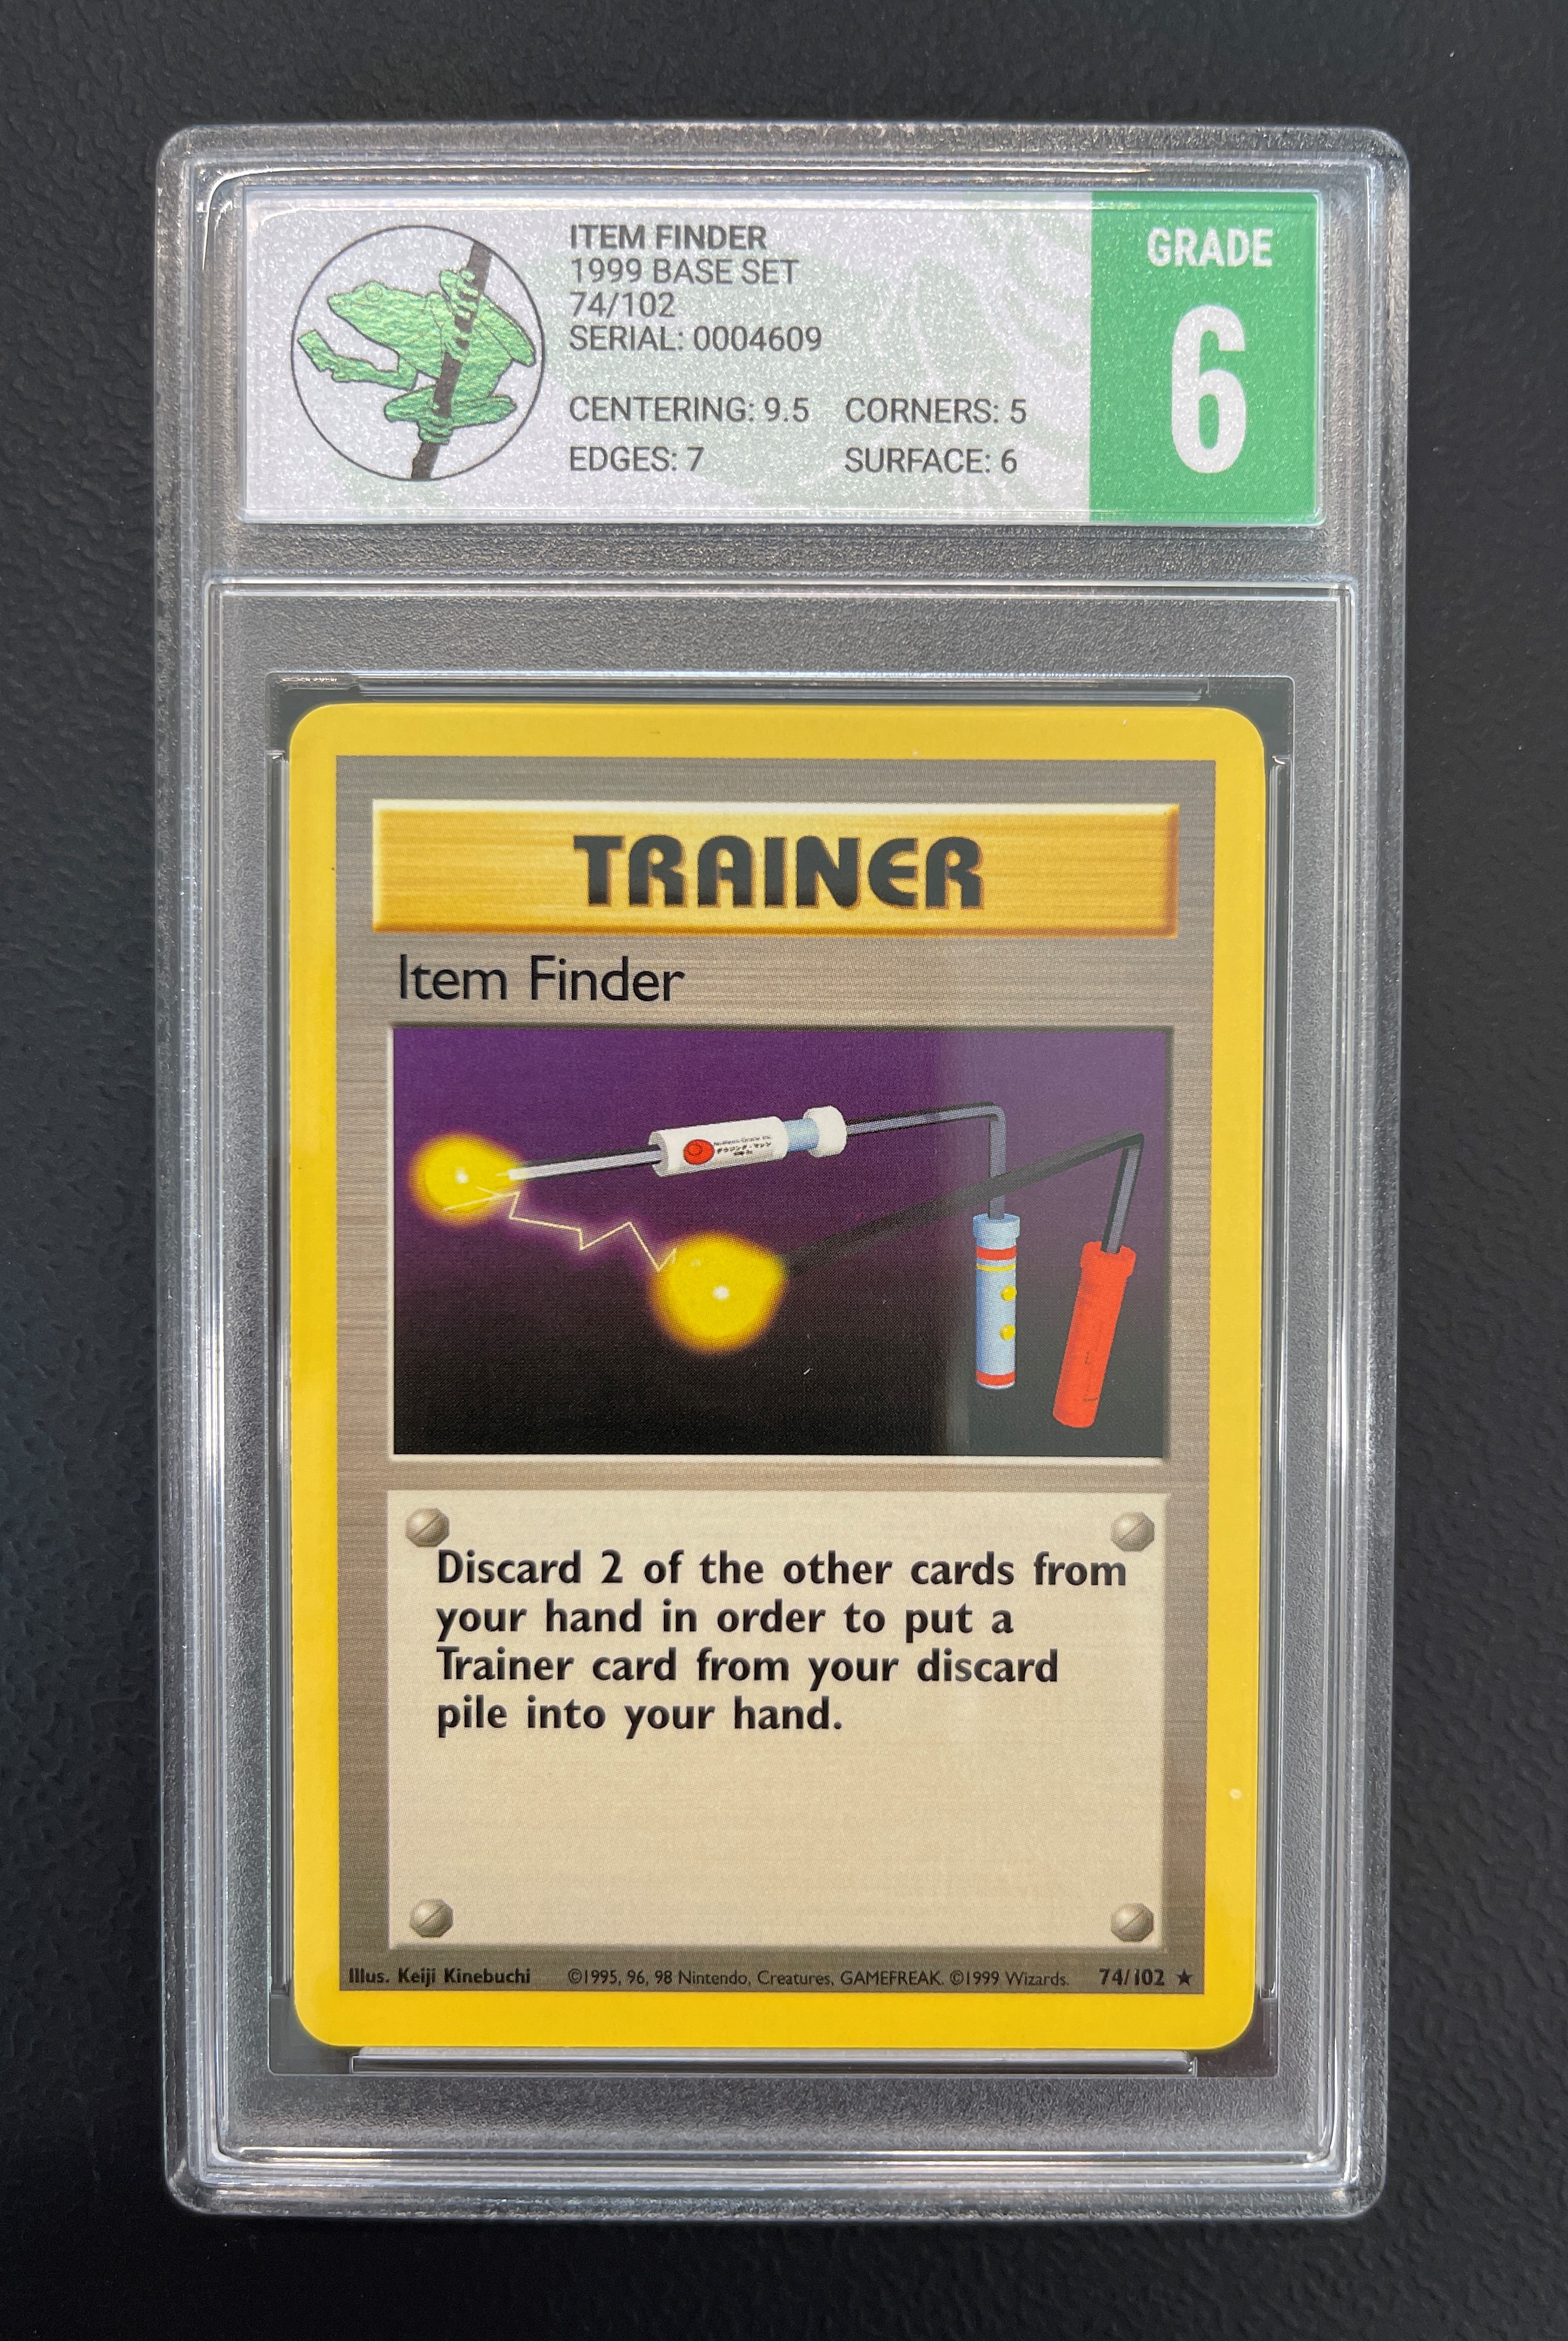 ITEM FINDER
1999 BASE SET
74/102
SERIAL: 0004609
CENTERING: 9.5 CORNERS: 5
EDGES: 7 SURFACE: 6
GRADE
6
TRAINER
Item Finder
Discard 2 of the other cards from
your hand in order to put a
Trainer card from your discard
pile into your hand.
Illus. Keiji Kinebuchi ©1995, 96, 98 Nintendo, Creatures, GAMEFREAK. ©1999 Wizards. 74/102 ★